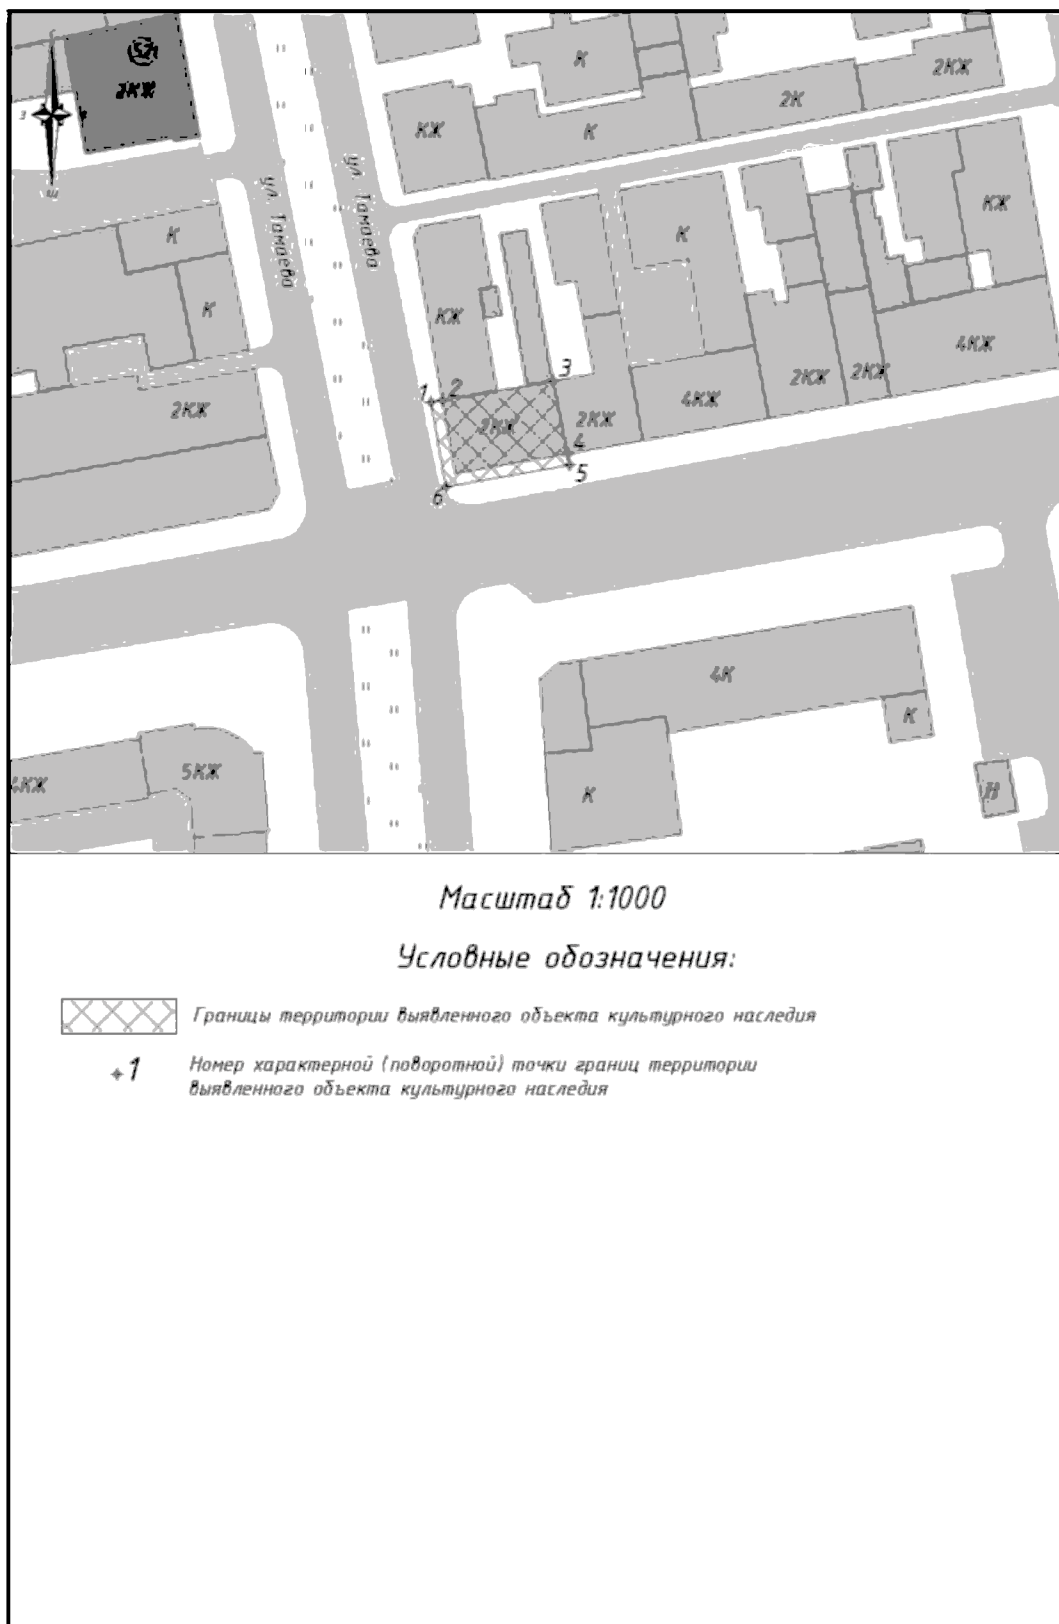 2КЖ
К
2КЖ
КЖ
К
2К
ул. Тамаева
ул. Тамаева
К
К
КЖ
К
КЖ
4КЖ
2КЖ
2КЖ
4КЖ
2КЖ
2КЖ
2КЖ
1
2
3
4
5
6
4К
К
4КЖ
5КЖ
К
Н
Масштаб 1:1000
Условные обозначения:
Границы территории выявленного объекта культурного наследия
1
Номер характерной (поворотной) точки границ территории
выявленного объекта культурного наследия